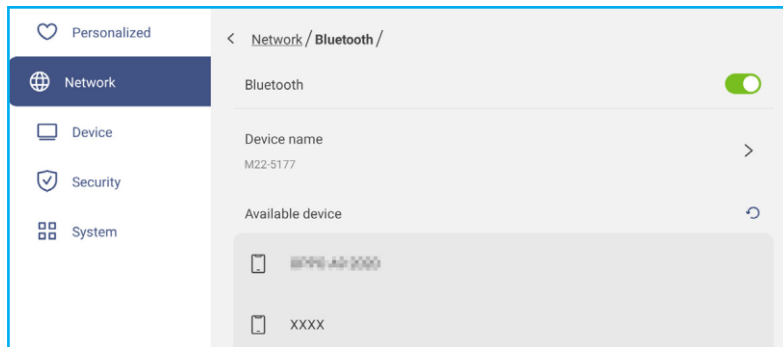 Personalized
Network
Device
Security
System
Network / Bluetooth /
Bluetooth
Device name
M22-5177
Available device
XXXX